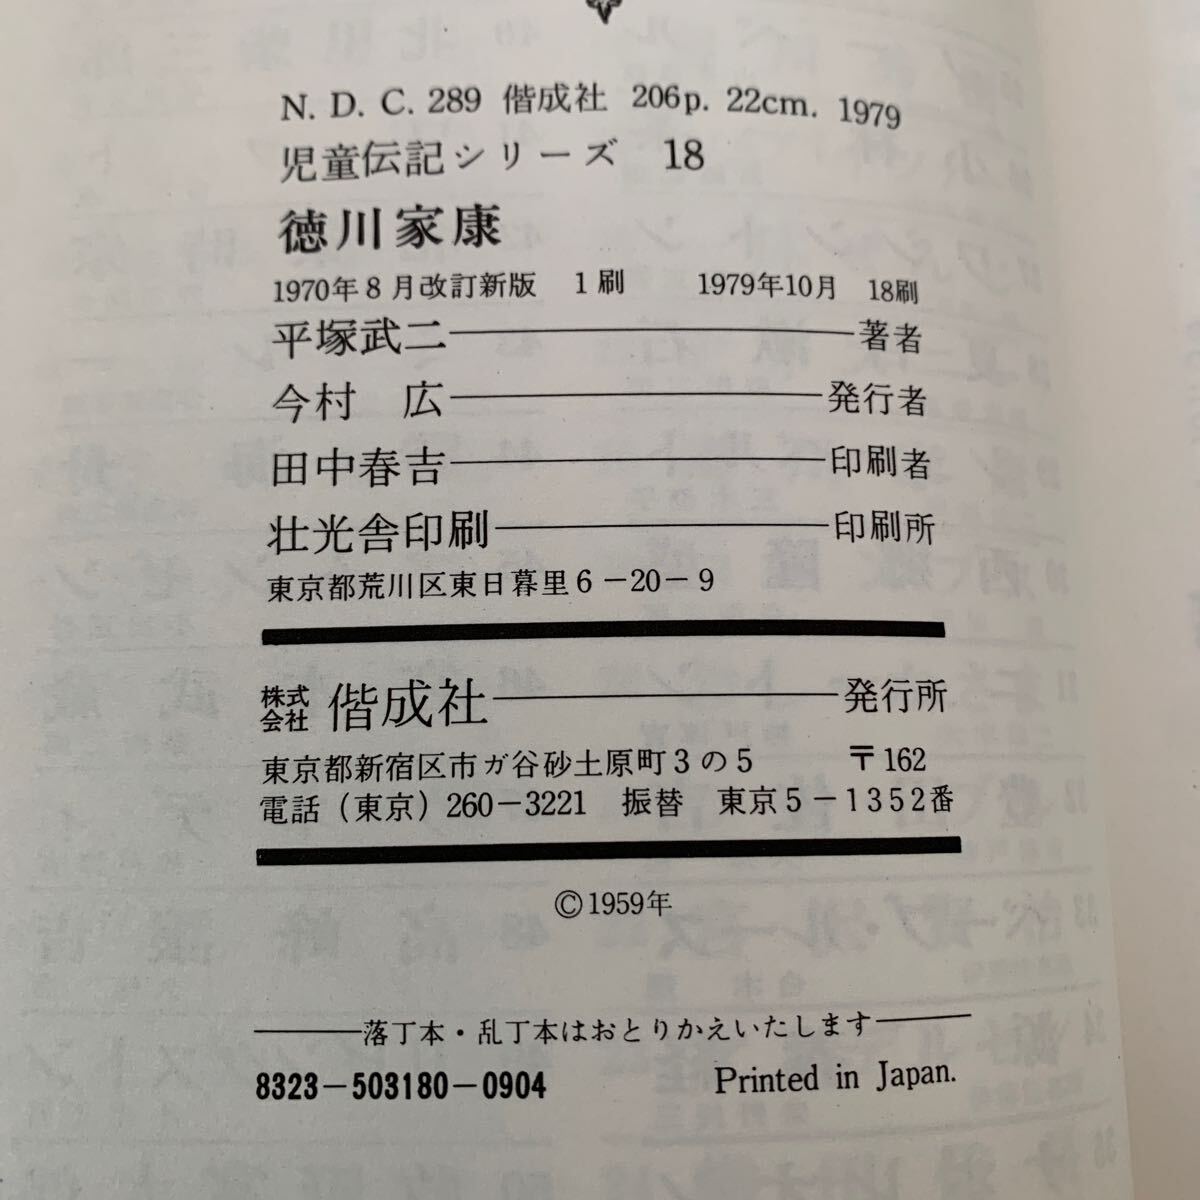 N. D. C. 289 偕成社 206p. 22cm. 1979
児童伝記シリーズ 18
徳川家康
1970年8月改訂新版 1刷 1979年10月 18刷
平塚武二 著者
今村 広 発行者
田中春吉 印刷者
壮光舎印刷 印刷所
東京都荒川区東日暮里6-20-9
株式会社 偕成社 発行所
東京都新宿区市ガ谷砂土原町3の5 〒162
電話(東京)260-3221 振替 東京5-1352番
©1959年
落丁本・乱丁本はおとりかえいたします
8323-503180-0904 Printed in Japan.